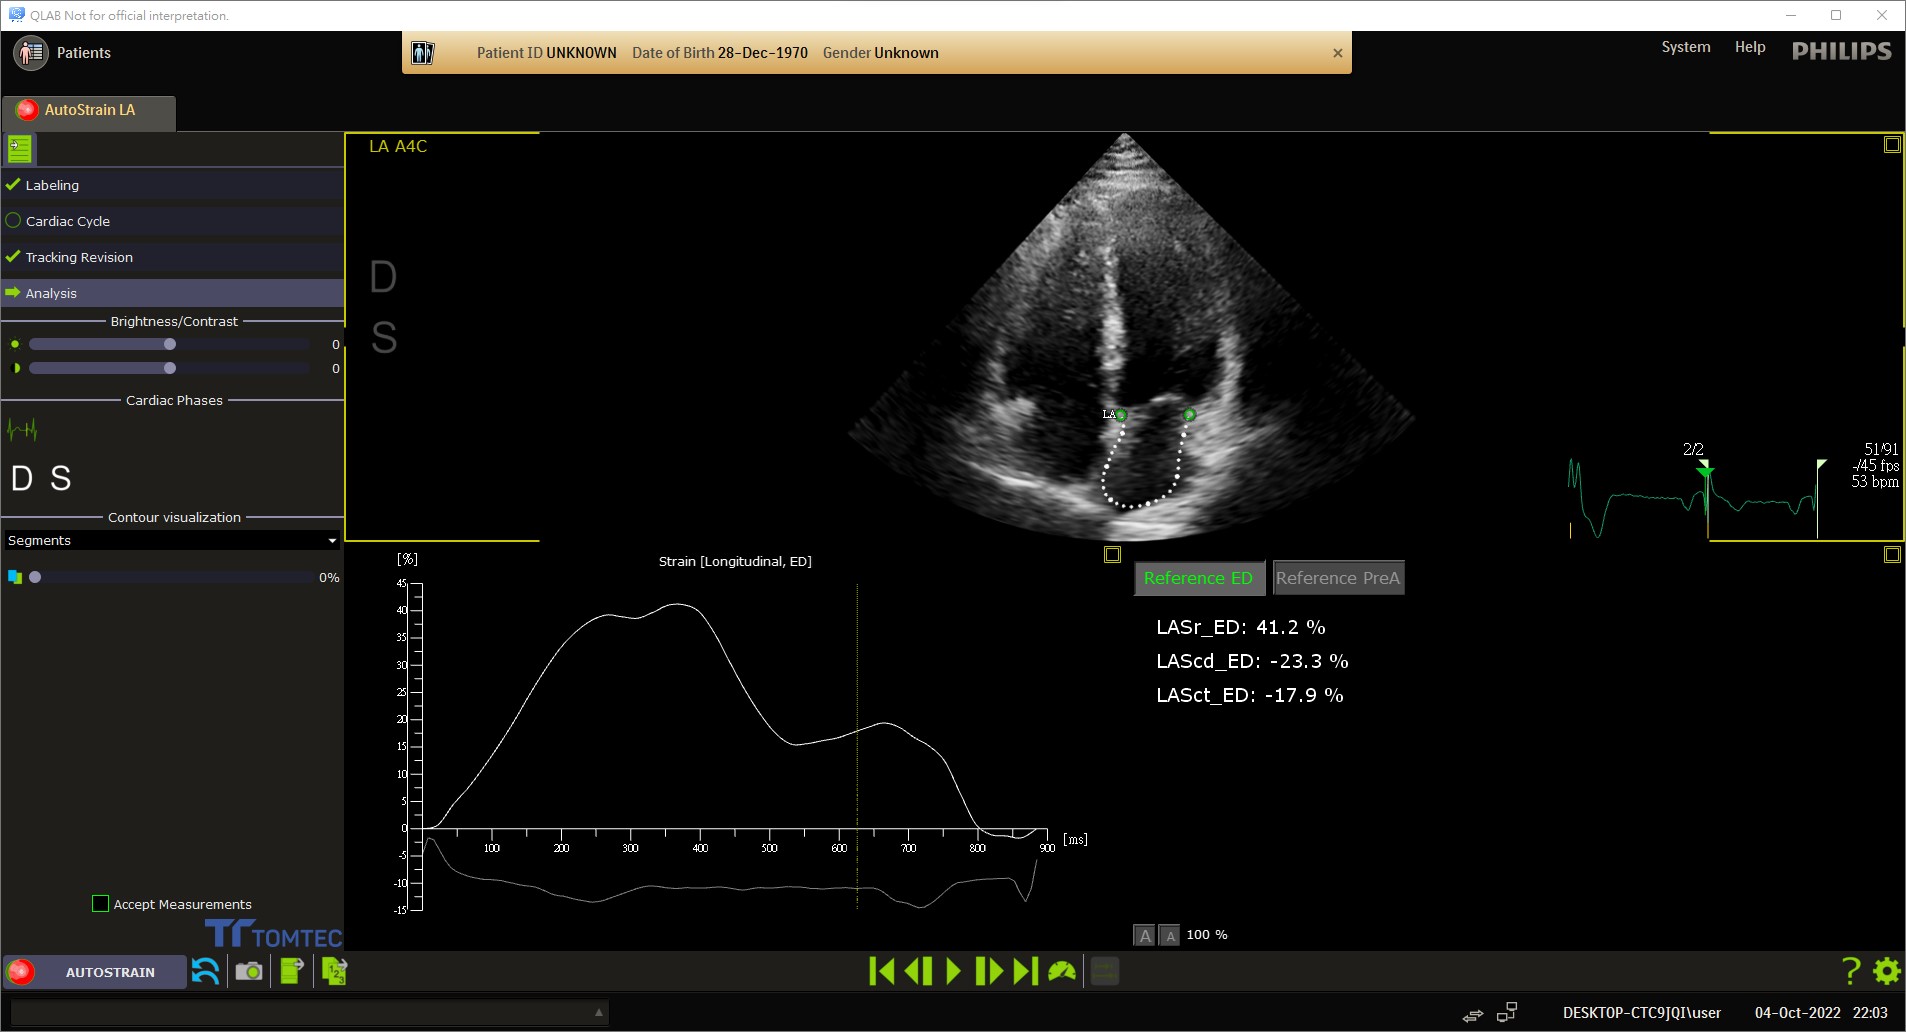 QLAB Not for official interpretation.
Patients
Patient ID UNKNOWN Date of Birth 28-Dec-1970 Gender Unknown
System Help PHILIPS
AutoStrain LA
Labeling
Cardiac Cycle
Tracking Revision
Analysis
Brightness/Contrast
0
0
Cardiac Phases
D S
Contour visualization
Segments
0%
Accept Measurements
TOMTEC
LA A4C
D
S
LA
2/2
51/91
-/45 fps
53 bpm
[%]
Strain [Longitudinal, ED]
45
40
35
30
25
20
15
10
5
0
-5
-10
-15
100 200 300 400 500 600 700 800 900 [ms]
Reference ED Reference PreA
LASr_ED: 41.2 %
LAScd_ED: -23.3 %
LASct_ED: -17.9 %
A A 100 %
AUTOSTRAIN
1 2 3
?
DESKTOP-CTC9JQI\user 04-Oct-2022 22:03